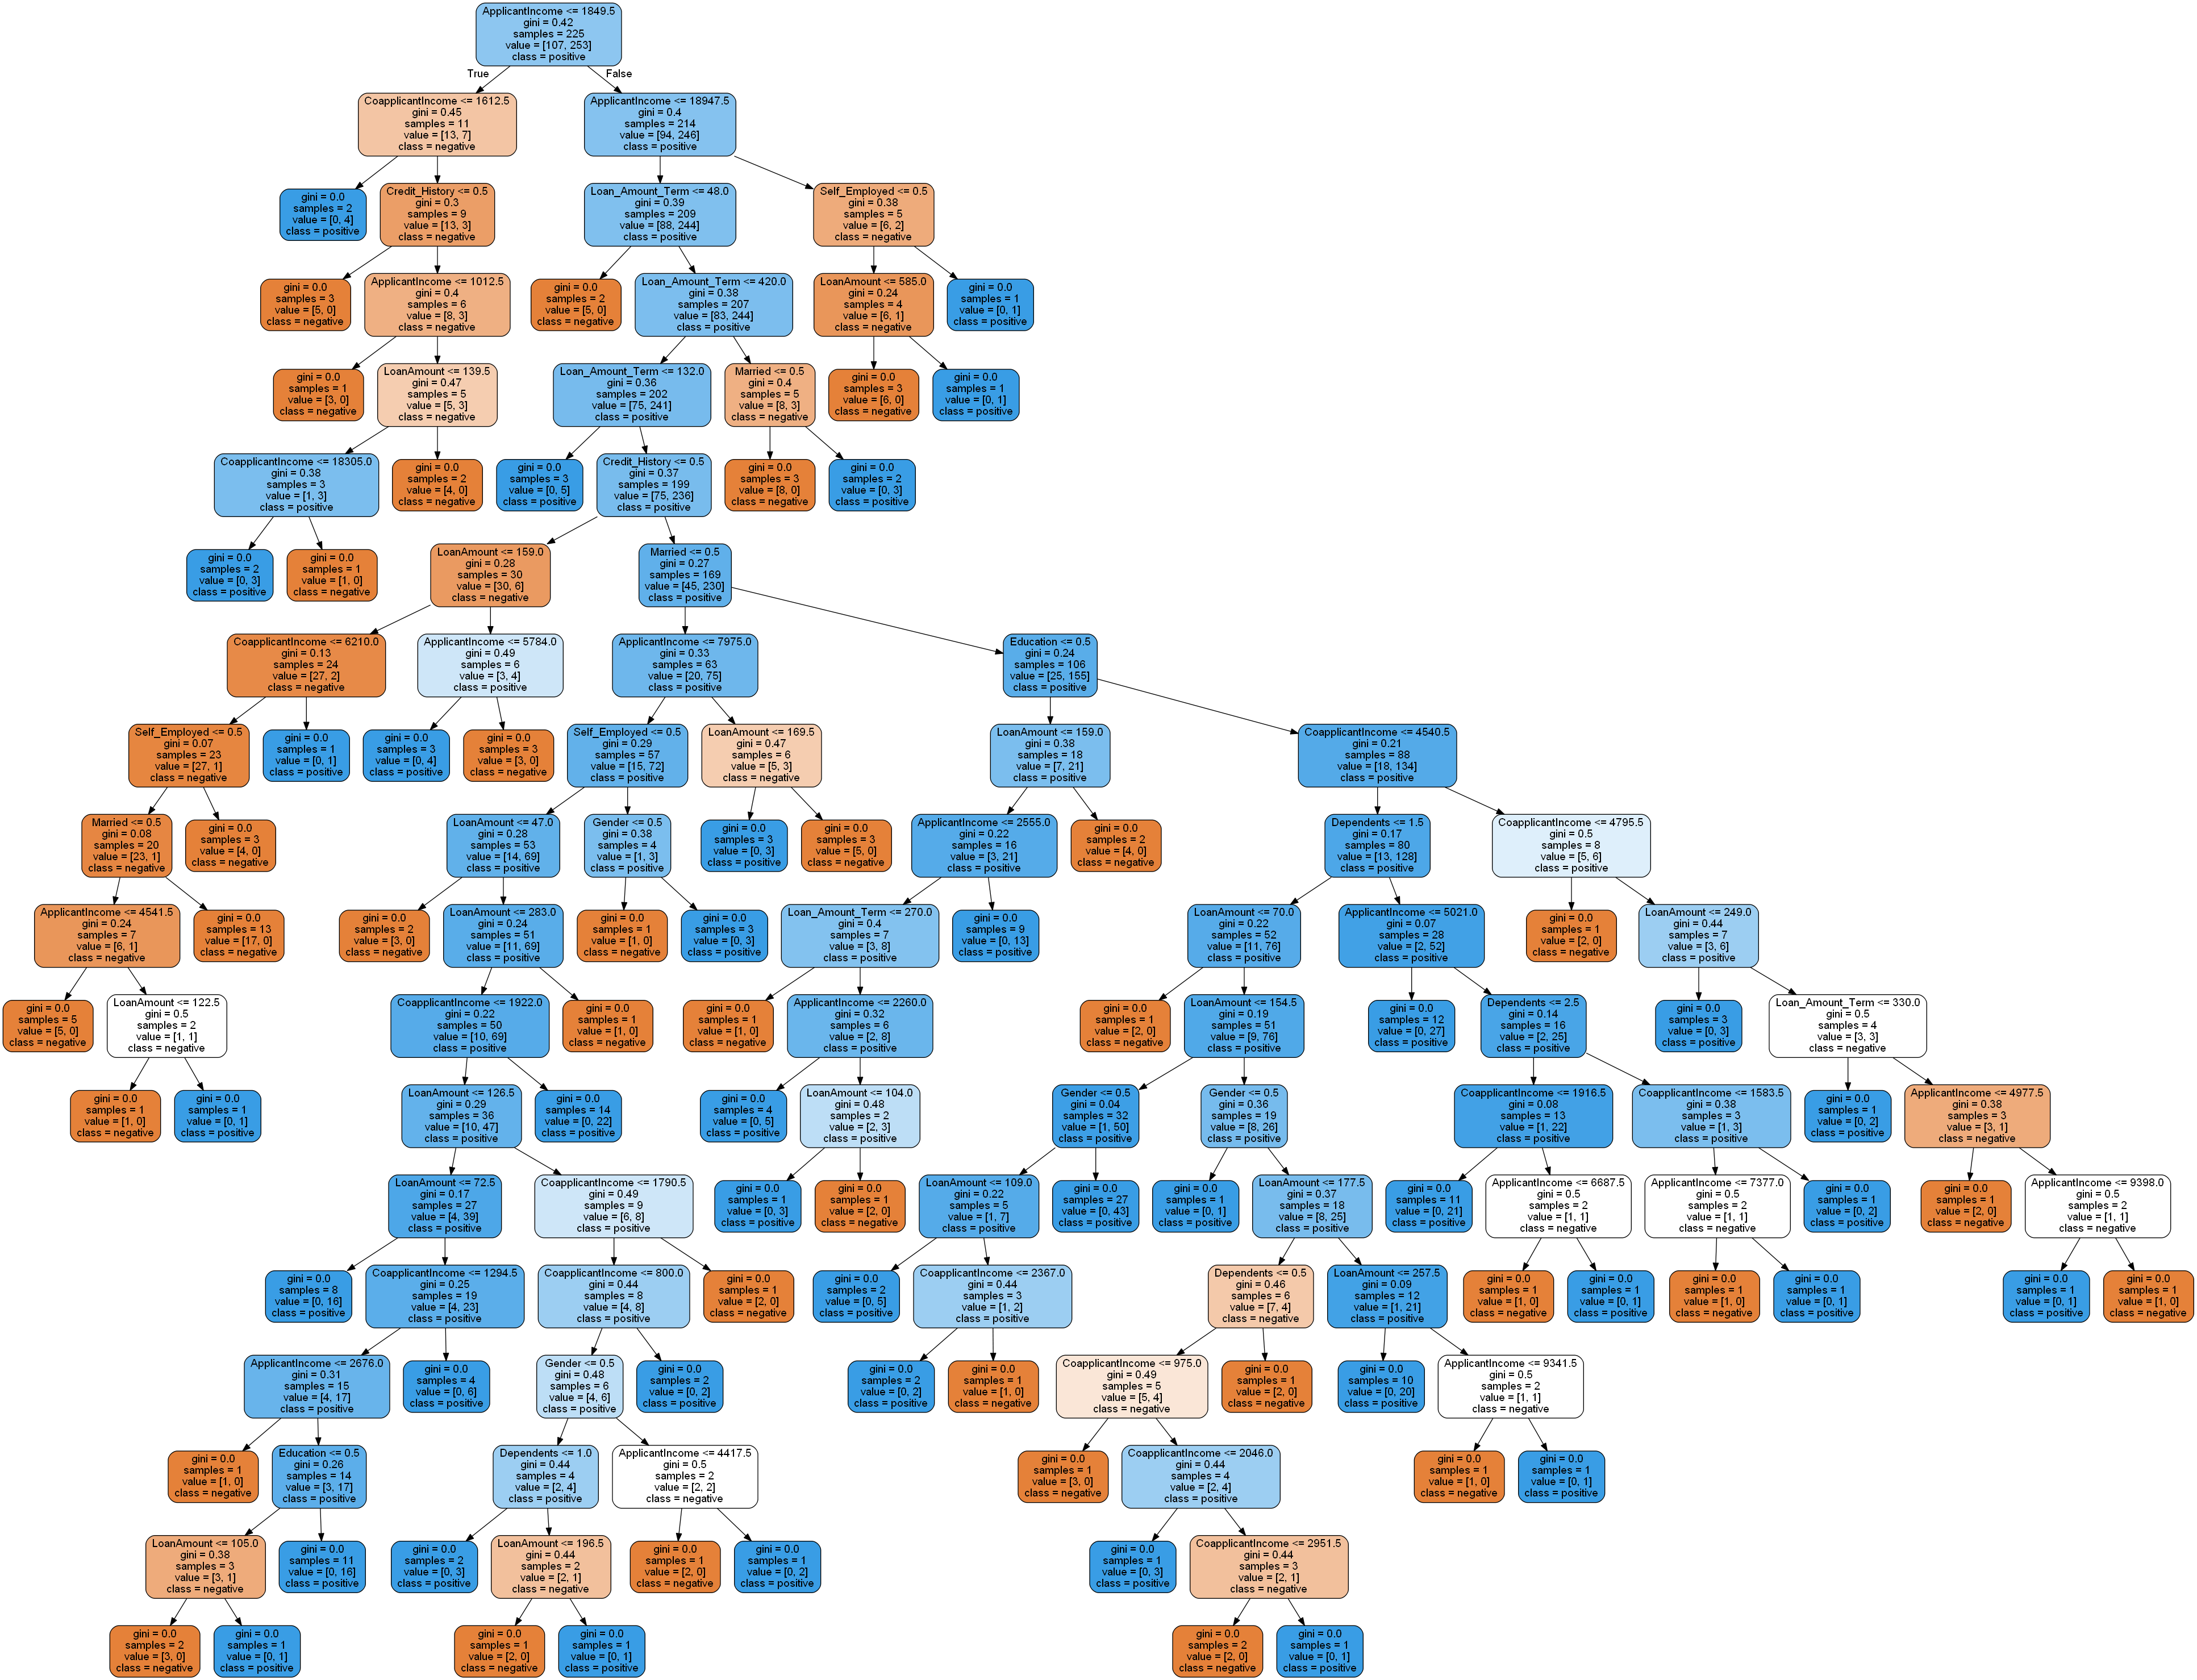 ApplicantIncome <= 1849.5
gini = 0.42
samples = 225
value = [107, 253]
class = positive
True
False
CoapplicantIncome <= 1612.5
gini = 0.45
samples = 11
value = [13, 7]
class = negative
ApplicantIncome <= 18947.5
gini = 0.4
samples = 214
value = [94, 246]
class = positive
gini = 0.0
samples = 2
value = [0, 4]
class = positive
Credit_History <= 0.5
gini = 0.3
samples = 9
value = [13, 3]
class = negative
Loan_Amount_Term <= 48.0
gini = 0.39
samples = 209
value = [88, 244]
class = positive
Self_Employed <= 0.5
gini = 0.38
samples = 5
value = [6, 2]
class = negative
gini = 0.0
samples = 3
value = [5, 0]
class = negative
ApplicantIncome <= 1012.5
gini = 0.4
samples = 6
value = [8, 3]
class = negative
gini = 0.0
samples = 2
value = [5, 0]
class = negative
Loan_Amount_Term <= 420.0
gini = 0.38
samples = 207
value = [83, 244]
class = positive
LoanAmount <= 585.0
gini = 0.24
samples = 4
value = [6, 1]
class = negative
gini = 0.0
samples = 1
value = [0, 1]
class = positive
gini = 0.0
samples = 1
value = [3, 0]
class = negative
LoanAmount <= 139.5
gini = 0.47
samples = 5
value = [5, 3]
class = negative
Loan_Amount_Term <= 132.0
gini = 0.36
samples = 202
value = [75, 241]
class = positive
Married <= 0.5
gini = 0.4
samples = 5
value = [8, 3]
class = negative
gini = 0.0
samples = 3
value = [6, 0]
class = negative
gini = 0.0
samples = 1
value = [0, 1]
class = positive
CoapplicantIncome <= 18305.0
gini = 0.38
samples = 3
value = [1, 3]
class = positive
gini = 0.0
samples = 2
value = [4, 0]
class = negative
gini = 0.0
samples = 3
value = [0, 5]
class = positive
Credit_History <= 0.5
gini = 0.37
samples = 199
value = [75, 236]
class = positive
gini = 0.0
samples = 3
value = [8, 0]
class = negative
gini = 0.0
samples = 2
value = [0, 3]
class = positive
gini = 0.0
samples = 2
value = [0, 3]
class = positive
gini = 0.0
samples = 1
value = [1, 0]
class = negative
LoanAmount <= 159.0
gini = 0.28
samples = 30
value = [30, 6]
class = negative
Married <= 0.5
gini = 0.27
samples = 169
value = [45, 230]
class = positive
CoapplicantIncome <= 6210.0
gini = 0.13
samples = 24
value = [27, 2]
class = negative
ApplicantIncome <= 5784.0
gini = 0.49
samples = 6
value = [3, 4]
class = positive
ApplicantIncome <= 7975.0
gini = 0.33
samples = 63
value = [20, 75]
class = positive
Education <= 0.5
gini = 0.24
samples = 106
value = [25, 155]
class = positive
Self_Employed <= 0.5
gini = 0.07
samples = 23
value = [27, 1]
class = negative
gini = 0.0
samples = 1
value = [0, 1]
class = positive
gini = 0.0
samples = 3
value = [0, 4]
class = positive
gini = 0.0
samples = 3
value = [3, 0]
class = negative
Self_Employed <= 0.5
gini = 0.29
samples = 57
value = [15, 72]
class = positive
LoanAmount <= 169.5
gini = 0.47
samples = 6
value = [5, 3]
class = negative
LoanAmount <= 159.0
gini = 0.38
samples = 18
value = [7, 21]
class = positive
CoapplicantIncome <= 4540.5
gini = 0.21
samples = 88
value = [18, 134]
class = positive
Married <= 0.5
gini = 0.08
samples = 20
value = [23, 1]
class = negative
gini = 0.0
samples = 3
value = [4, 0]
class = negative
LoanAmount <= 47.0
gini = 0.28
samples = 53
value = [14, 69]
class = positive
Gender <= 0.5
gini = 0.38
samples = 4
value = [1, 3]
class = positive
gini = 0.0
samples = 3
value = [0, 3]
class = positive
gini = 0.0
samples = 3
value = [5, 0]
class = negative
ApplicantIncome <= 2555.0
gini = 0.22
samples = 16
value = [3, 21]
class = positive
gini = 0.0
samples = 2
value = [4, 0]
class = negative
Dependents <= 1.5
gini = 0.17
samples = 80
value = [13, 128]
class = positive
CoapplicantIncome <= 4795.5
gini = 0.5
samples = 8
value = [5, 6]
class = positive
ApplicantIncome <= 4541.5
gini = 0.24
samples = 7
value = [6, 1]
class = negative
gini = 0.0
samples = 13
value = [17, 0]
class = negative
gini = 0.0
samples = 2
value = [3, 0]
class = negative
LoanAmount <= 283.0
gini = 0.24
samples = 51
value = [11, 69]
class = positive
gini = 0.0
samples = 1
value = [1, 0]
class = negative
gini = 0.0
samples = 3
value = [0, 3]
class = positive
Loan_Amount_Term <= 270.0
gini = 0.4
samples = 7
value = [3, 8]
class = positive
gini = 0.0
samples = 9
value = [0, 13]
class = positive
LoanAmount <= 70.0
gini = 0.22
samples = 52
value = [11, 76]
class = positive
ApplicantIncome <= 5021.0
gini = 0.07
samples = 28
value = [2, 52]
class = positive
gini = 0.0
samples = 1
value = [2, 0]
class = negative
LoanAmount <= 249.0
gini = 0.44
samples = 7
value = [3, 6]
class = positive
gini = 0.0
samples = 5
value = [5, 0]
class = negative
LoanAmount <= 122.5
gini = 0.5
samples = 2
value = [1, 1]
class = negative
CoapplicantIncome <= 1922.0
gini = 0.22
samples = 50
value = [10, 69]
class = positive
gini = 0.0
samples = 1
value = [1, 0]
class = negative
gini = 0.0
samples = 1
value = [1, 0]
class = negative
ApplicantIncome <= 2260.0
gini = 0.32
samples = 6
value = [2, 8]
class = positive
gini = 0.0
samples = 1
value = [2, 0]
class = negative
LoanAmount <= 154.5
gini = 0.19
samples = 51
value = [9, 76]
class = positive
gini = 0.0
samples = 12
value = [0, 27]
class = positive
Dependents <= 2.5
gini = 0.14
samples = 16
value = [2, 25]
class = positive
gini = 0.0
samples = 3
value = [0, 3]
class = positive
Loan_Amount_Term <= 330.0
gini = 0.5
samples = 4
value = [3, 3]
class = negative
gini = 0.0
samples = 1
value = [1, 0]
class = negative
gini = 0.0
samples = 1
value = [0, 1]
class = positive
LoanAmount <= 126.5
gini = 0.29
samples = 36
value = [10, 47]
class = positive
gini = 0.0
samples = 14
value = [0, 22]
class = positive
gini = 0.0
samples = 4
value = [0, 5]
class = positive
LoanAmount <= 104.0
gini = 0.48
samples = 2
value = [2, 3]
class = positive
Gender <= 0.5
gini = 0.04
samples = 32
value = [1, 50]
class = positive
Gender <= 0.5
gini = 0.36
samples = 19
value = [8, 26]
class = positive
CoapplicantIncome <= 1916.5
gini = 0.08
samples = 13
value = [1, 22]
class = positive
CoapplicantIncome <= 1583.5
gini = 0.38
samples = 3
value = [1, 3]
class = positive
gini = 0.0
samples = 1
value = [0, 2]
class = positive
ApplicantIncome <= 4977.5
gini = 0.38
samples = 3
value = [3, 1]
class = negative
LoanAmount <= 72.5
gini = 0.17
samples = 27
value = [4, 39]
class = positive
CoapplicantIncome <= 1790.5
gini = 0.49
samples = 9
value = [6, 8]
class = positive
gini = 0.0
samples = 1
value = [0, 3]
class = positive
gini = 0.0
samples = 1
value = [2, 0]
class = negative
LoanAmount <= 109.0
gini = 0.22
samples = 5
value = [1, 7]
class = positive
gini = 0.0
samples = 27
value = [0, 43]
class = positive
gini = 0.0
samples = 1
value = [0, 1]
class = positive
LoanAmount <= 177.5
gini = 0.37
samples = 18
value = [8, 25]
class = positive
gini = 0.0
samples = 11
value = [0, 21]
class = positive
ApplicantIncome <= 6687.5
gini = 0.5
samples = 2
value = [1, 1]
class = negative
ApplicantIncome <= 7377.0
gini = 0.5
samples = 2
value = [1, 1]
class = negative
gini = 0.0
samples = 1
value = [0, 2]
class = positive
gini = 0.0
samples = 1
value = [2, 0]
class = negative
ApplicantIncome <= 9398.0
gini = 0.5
samples = 2
value = [1, 1]
class = negative
gini = 0.0
samples = 8
value = [0, 16]
class = positive
CoapplicantIncome <= 1294.5
gini = 0.25
samples = 19
value = [4, 23]
class = positive
CoapplicantIncome <= 800.0
gini = 0.44
samples = 8
value = [4, 8]
class = positive
gini = 0.0
samples = 1
value = [2, 0]
class = negative
gini = 0.0
samples = 2
value = [0, 5]
class = positive
CoapplicantIncome <= 2367.0
gini = 0.44
samples = 3
value = [1, 2]
class = positive
Dependents <= 0.5
gini = 0.46
samples = 6
value = [7, 4]
class = negative
LoanAmount <= 257.5
gini = 0.09
samples = 12
value = [1, 21]
class = positive
gini = 0.0
samples = 1
value = [1, 0]
class = negative
gini = 0.0
samples = 1
value = [0, 1]
class = positive
gini = 0.0
samples = 1
value = [1, 0]
class = negative
gini = 0.0
samples = 1
value = [0, 1]
class = positive
gini = 0.0
samples = 1
value = [0, 1]
class = positive
gini = 0.0
samples = 1
value = [1, 0]
class = negative
ApplicantIncome <= 2676.0
gini = 0.31
samples = 15
value = [4, 17]
class = positive
gini = 0.0
samples = 4
value = [0, 6]
class = positive
Gender <= 0.5
gini = 0.48
samples = 6
value = [4, 6]
class = positive
gini = 0.0
samples = 2
value = [0, 2]
class = positive
gini = 0.0
samples = 2
value = [0, 2]
class = positive
gini = 0.0
samples = 1
value = [1, 0]
class = negative
CoapplicantIncome <= 975.0
gini = 0.49
samples = 5
value = [5, 4]
class = negative
gini = 0.0
samples = 1
value = [2, 0]
class = negative
gini = 0.0
samples = 10
value = [0, 20]
class = positive
ApplicantIncome <= 9341.5
gini = 0.5
samples = 2
value = [1, 1]
class = negative
gini = 0.0
samples = 1
value = [1, 0]
class = negative
Education <= 0.5
gini = 0.26
samples = 14
value = [3, 17]
class = positive
Dependents <= 1.0
gini = 0.44
samples = 4
value = [2, 4]
class = positive
ApplicantIncome <= 4417.5
gini = 0.5
samples = 2
value = [2, 2]
class = negative
gini = 0.0
samples = 1
value = [3, 0]
class = negative
CoapplicantIncome <= 2046.0
gini = 0.44
samples = 4
value = [2, 4]
class = positive
gini = 0.0
samples = 1
value = [1, 0]
class = negative
gini = 0.0
samples = 1
value = [0, 1]
class = positive
LoanAmount <= 105.0
gini = 0.38
samples = 3
value = [3, 1]
class = negative
gini = 0.0
samples = 11
value = [0, 16]
class = positive
gini = 0.0
samples = 2
value = [0, 3]
class = positive
LoanAmount <= 196.5
gini = 0.44
samples = 2
value = [2, 1]
class = negative
gini = 0.0
samples = 1
value = [2, 0]
class = negative
gini = 0.0
samples = 1
value = [0, 2]
class = positive
gini = 0.0
samples = 1
value = [0, 3]
class = positive
CoapplicantIncome <= 2951.5
gini = 0.44
samples = 3
value = [2, 1]
class = negative
gini = 0.0
samples = 2
value = [3, 0]
class = negative
gini = 0.0
samples = 1
value = [0, 1]
class = positive
gini = 0.0
samples = 1
value = [2, 0]
class = negative
gini = 0.0
samples = 1
value = [0, 1]
class = positive
gini = 0.0
samples = 2
value = [2, 0]
class = negative
gini = 0.0
samples = 1
value = [0, 1]
class = positive